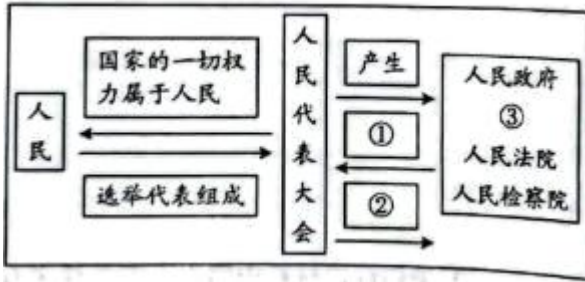 国家的一切权
力属于人民
人民
选举代表组成
人民代表大会
产生
①
②
人民政府
③
人民法院
人民检察院